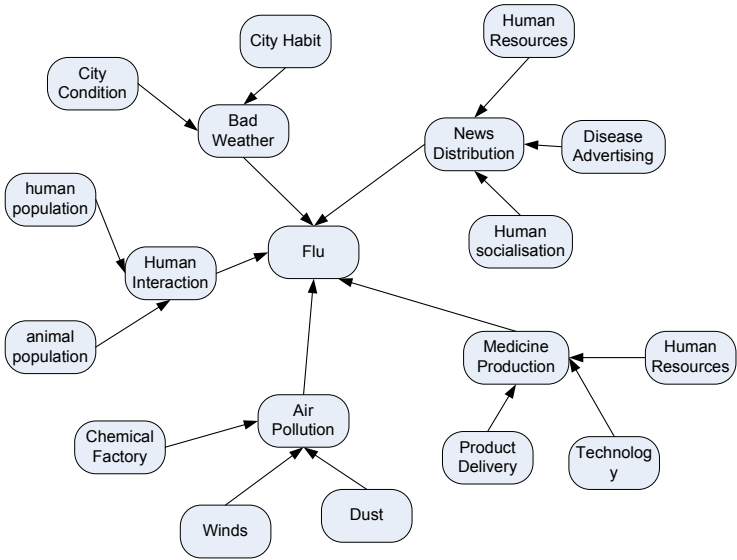 City Habit
Human
Resources
City
Condition
Bad
Weather
News
Distribution
Disease
Advertising
human
population
Human
socialisation
Flu
Human
Interaction
animal
population
Medicine
Production
Human
Resources
Air
Pollution
Chemical
Factory
Product
Delivery
Technolog
y
Winds
Dust